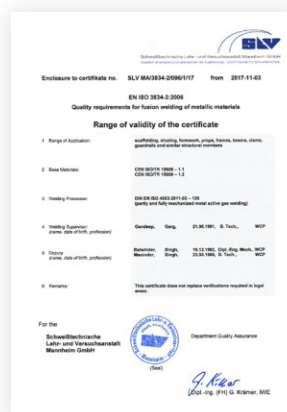 SLV
Schweißtechnische Lehr- und Versuchsanstalt Mannheim GmbH
Enclosure to certificate no. SLV MA/3834-2/096/1/17 from 2017-11-03
EN ISO 3834-2:2006
Quality requirements for fusion welding of metallic materials
Range of validity of the certificate
1 Range of Application: scaffolding, shoring, formwork, props, frames, beams, clams, guardrails and similar structural members
2 Base Materials: CEN ISO/TR 15608 – 1.1
CEN ISO/TR 15608 – 1.2
3 Welding Processes: DIN EN ISO 4063:2011-03 – 135
(partly and fully mechanized metal active gas welding)
4 Welding Supervisor Garg, 21.06.1981, B. Tech., WCP
(name, date of birth, profession)
5 Deputy Singh, 16.12.1982, Dipl.-Eng. Mech., WCP
(name, date of birth, profession) Singh, B. Tech., WCP
6 Remarks: This certificate does not replace verifications required in legal areas.
For the
Schweißtechnische
Lehr- und Versuchsanstalt
Mannheim GmbH
Department Quality Assurance
(Seal)
Dipl.-Ing. (FH) G. Krämer, IWE